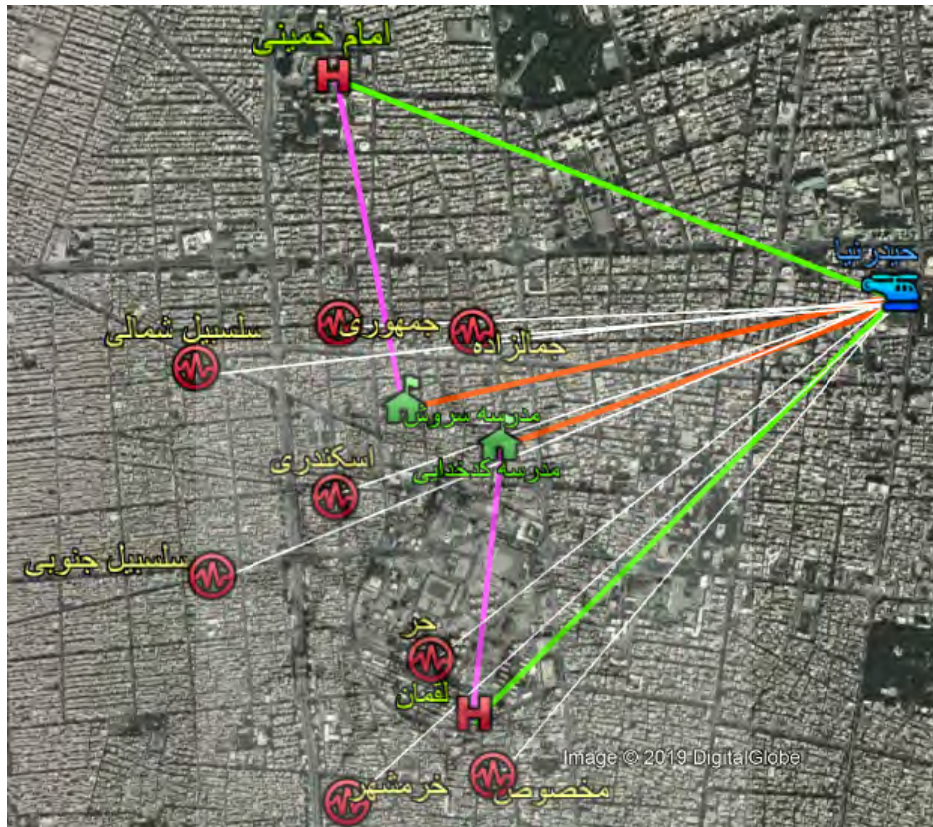 امام خمینی
H
حیدرنیا
جمهوری
جمالزاده
سلسبیل شمالی
مدرسه سروش
مدرسه کدخدایی
اسکندری
سلسبیل جنوبی
حر
لقمان
H
Image © 2019 DigitalGlobe
مخصوص
خرمشهر